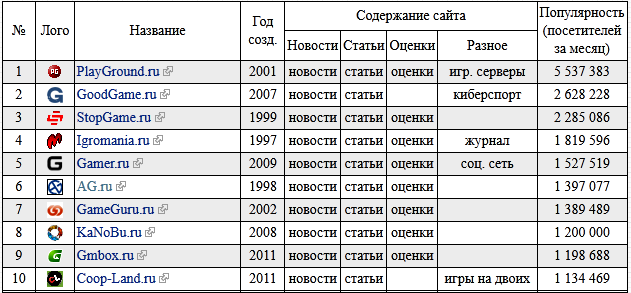 № Лого Название Год созд. Содержание сайта Популярность (посетителей за месяц)
Новости Статьи Оценки Разное
1 PG PlayGround.ru 2001 новости статьи оценки игр. серверы 5 537 383
2 G GoodGame.ru 2007 новости статьи киберспорт 2 628 228
3 StopGame.ru 1999 новости статьи оценки 2 285 086
4 Igromania.ru 1997 новости статьи оценки журнал 1 819 596
5 G Gamer.ru 2009 новости статьи оценки соц. сеть 1 527 519
6 AG.ru 1998 новости статьи оценки 1 397 077
7 GameGuru.ru 2002 новости статьи оценки 1 389 489
8 KaNoBu.ru 2008 новости статьи оценки 1 200 000
9 Gmbox.ru 2011 новости статьи оценки 1 198 688
10 Coop-Land.ru 2011 новости статьи игры на двоих 1 134 469